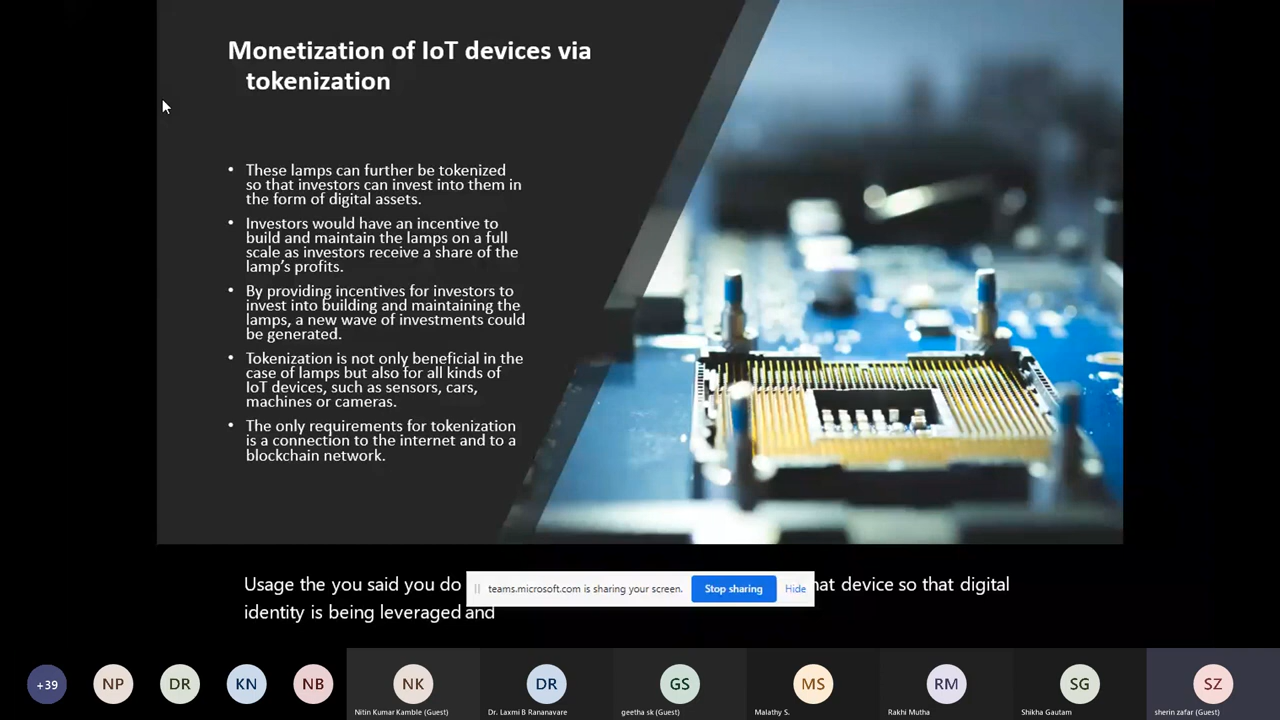 Monetization of IoT devices via
tokenization
• These lamps can further be tokenized
so that investors can invest into them in
the form of digital assets.
• Investors would have an incentive to
build and maintain the lamps on a full
scale as investors receive a share of the
lamp's profits.
• By providing incentives for investors to
invest into building and maintaining the
lamps, a new wave of investments could
be generated.
• Tokenization is not only beneficial in the
case of lamps but also for all kinds of
IoT devices, such as sensors, cars,
machines or cameras.
• The only requirements for tokenization
is a connection to the internet and to a
blockchain network.
Usage the you said you do
teams.microsoft.com is sharing your screen. Stop sharing Hide
device so that digital
identity is being leveraged and
+39 NP DR KN NB NK DR GS MS RM SG SZ
Nitin Kumar Kamble (Guest) Dr. Laxmi B Rananavare geetha sk (Guest) Malathy S. Rakhi Mutha Shikha Gautam sherin zafar (Guest)